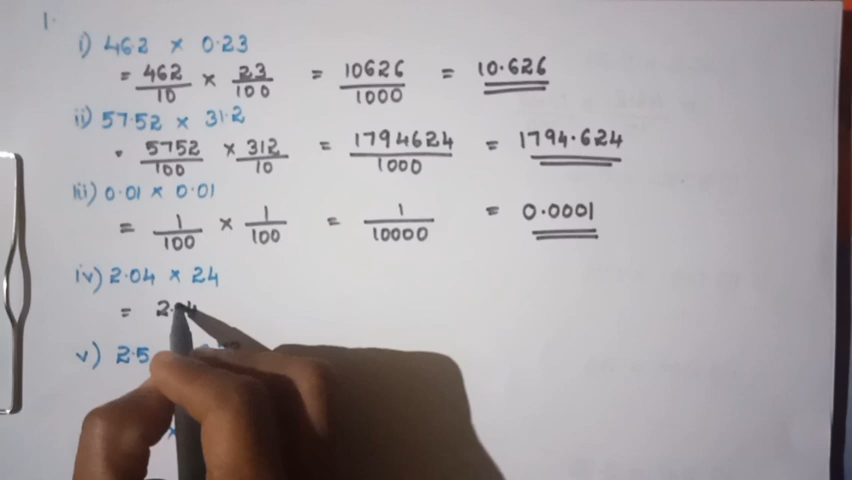 1.
i) 46.2 × 0.23
= 462/10 × 23/100 = 10626/1000 = 10.626
ii) 57.52 × 31.2
. 5752/100 × 312/10 = 1794624/1000 = 1794.624
iii) 0.01 × 0.01
= 1/100 × 1/100 = 1/10000 = 0.0001
iv) 2.04 × 24
=
v) 2.5